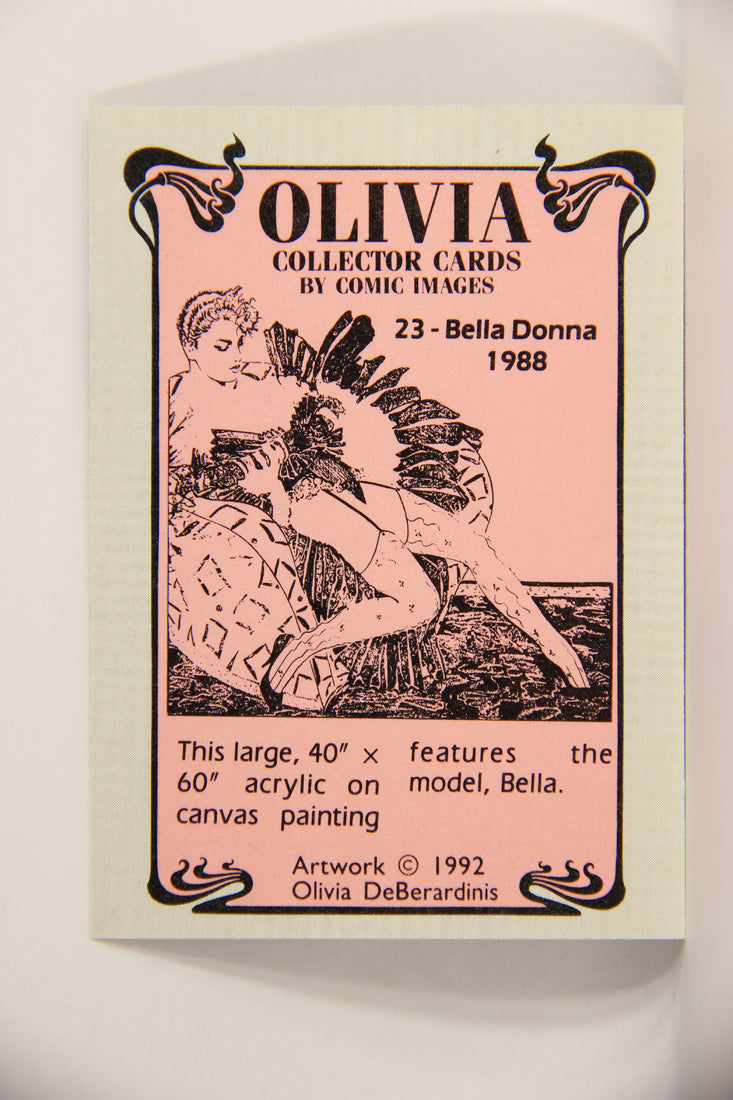 OLIVIA
COLLECTOR CARDS
BY COMIC IMAGES
23 - Bella Donna
1988
This large, 40″ ×
60″ acrylic on
canvas painting
features the
model, Bella.
Artwork © 1992
Olivia DeBerardinis